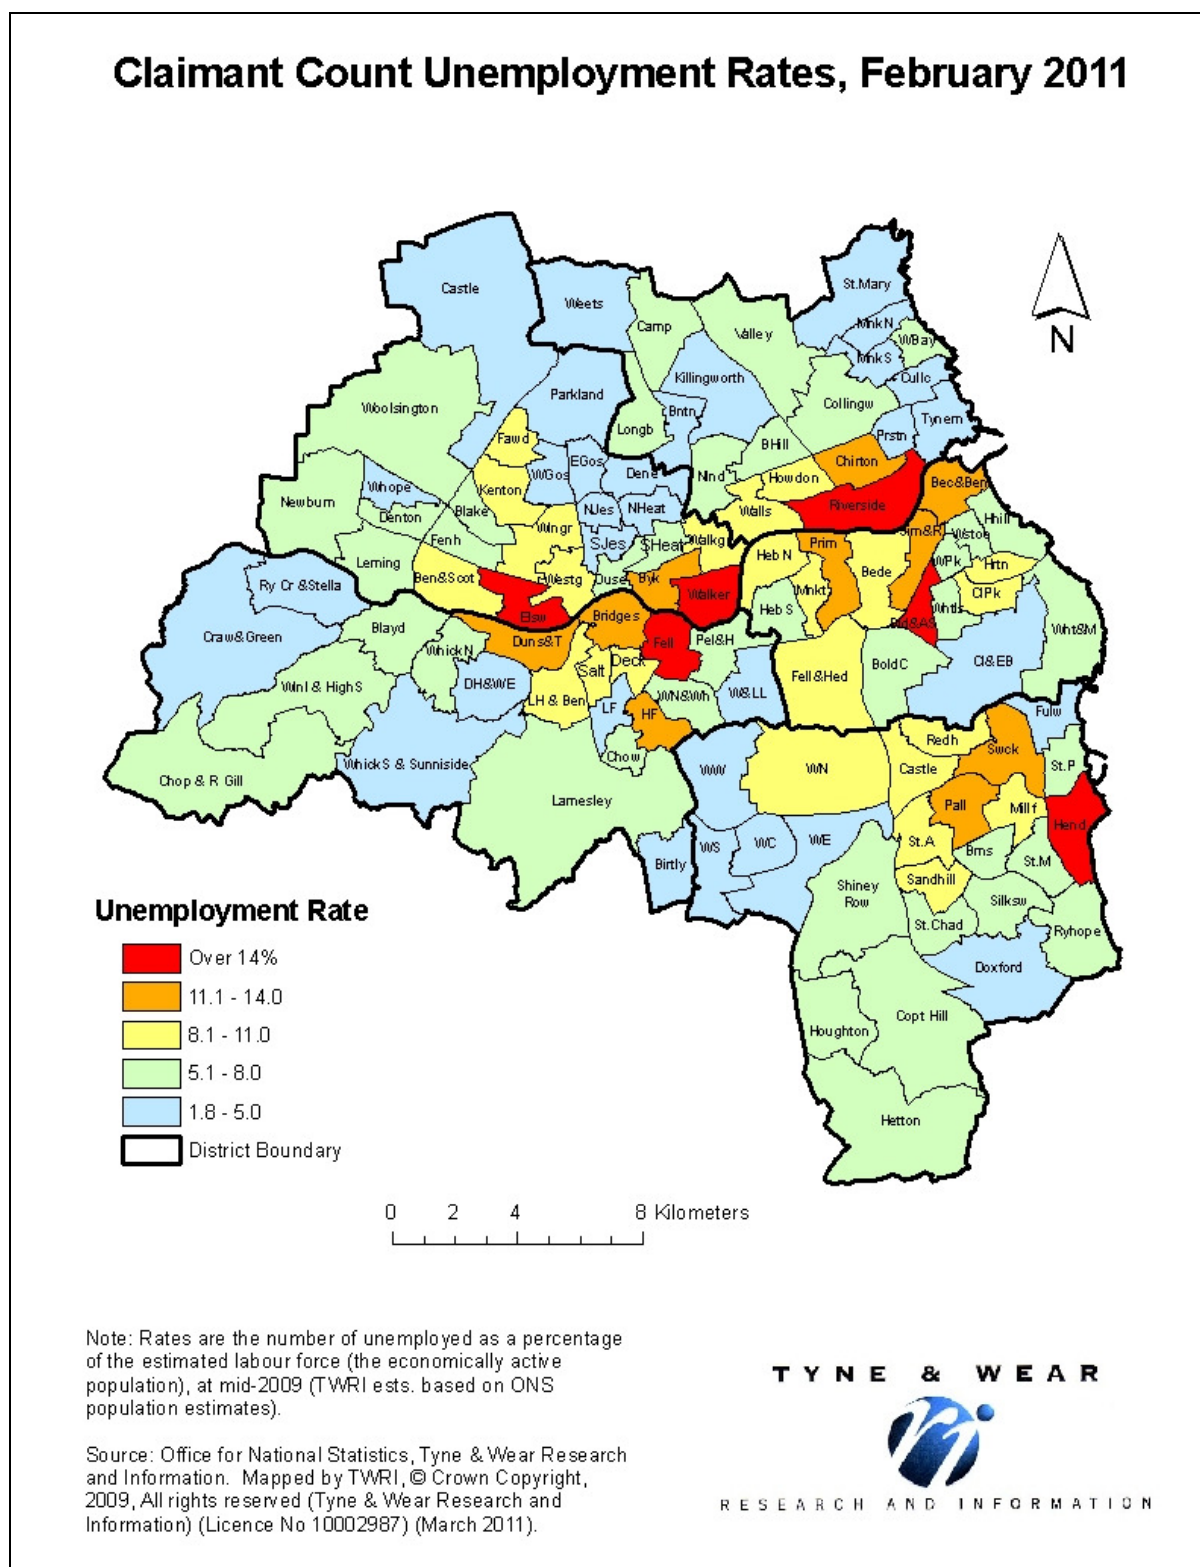 Claimant Count Unemployment Rates, February 2011
N
Castle
Weets
St.Mary
Camp
Valley
MnkN
WBay
MnkS
Cullc
Killingworth
Parkland
Woolsington
Collingw
Tynem
Bntn
Longb
Prstn
Fawd
BHill
EGos
WGos
Dene
Nlnd
Chirton
Howdon
Bec&Ben
Whope
Kenton
Newburn
Denton
Blake
NJes
NHeat
Walls
Riverside
Hhill
Wingr
Fenh
SJes
SHeat
Walkg
HebN
Prim
WPk
Hrtn
Leming
Ben&Scot
Westg
Ouse
Byk
Walker
Bede
Mnkt
ClPk
Ry Cr &Stella
Elsw
Bridges
HebS
Whtls
Craw&Green
Blayd
WhickN
Duns&T
Fell
Pel&H
Wht&M
Salt
Deck
BoldC
Cl&EB
Winl & HighS
DH&WE
LH & Ben
LF
HF
WN&Wh
W&LL
Fell&Hed
Fulw
Redh
Swck
WhickS & Sunniside
Chow
WW
WN
Castle
St.P
Chop & R Gill
Lamesley
Pall
Millf
Hend
Birtly
WS
WC
WE
St.A
Brns
St.M
Sandhill
Shiney
Row
Silksw
St.Chad
Ryhope
Doxford
Copt Hill
Houghton
Hetton
Unemployment Rate
Over 14%
11.1 - 14.0
8.1 - 11.0
5.1 - 8.0
1.8 - 5.0
District Boundary
0 2 4 8 Kilometers
Note: Rates are the number of unemployed as a percentage
of the estimated labour force (the economically active
population), at mid-2009 (TWRI ests. based on ONS
population estimates).
Source: Office for National Statistics, Tyne & Wear Research
and Information. Mapped by TWRI, © Crown Copyright,
2009, All rights reserved (Tyne & Wear Research and
Information) (Licence No 10002987) (March 2011).
TYNE & WEAR
ri
RESEARCH AND INFORMATION